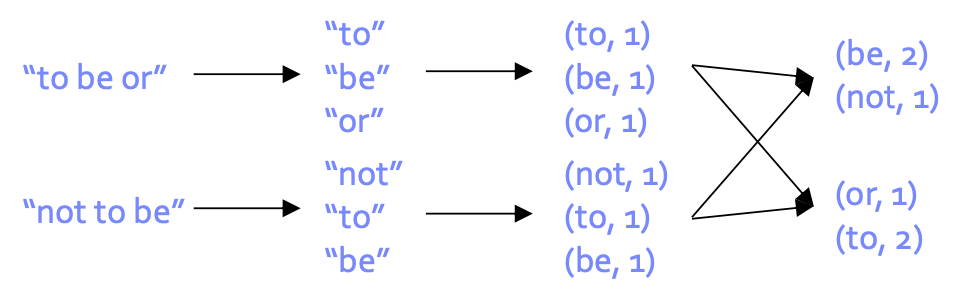 “to be or”
“to”
“be”
“or”
(to, 1)
(be, 1)
(or, 1)
(be, 2)
(not, 1)
“not to be”
“not”
“to”
“be”
(not, 1)
(to, 1)
(be, 1)
(or, 1)
(to, 2)